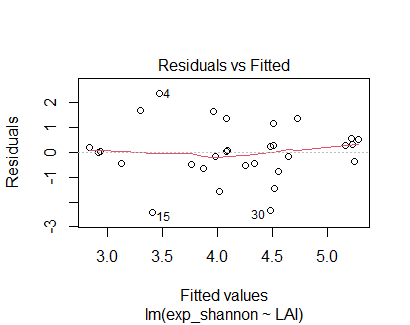 Residuals vs Fitted
Residuals
2
1
0
-1
-3
4
15
30
3.0 3.5 4.0 4.5 5.0
Fitted values
lm(exp_shannon ~ LAI)